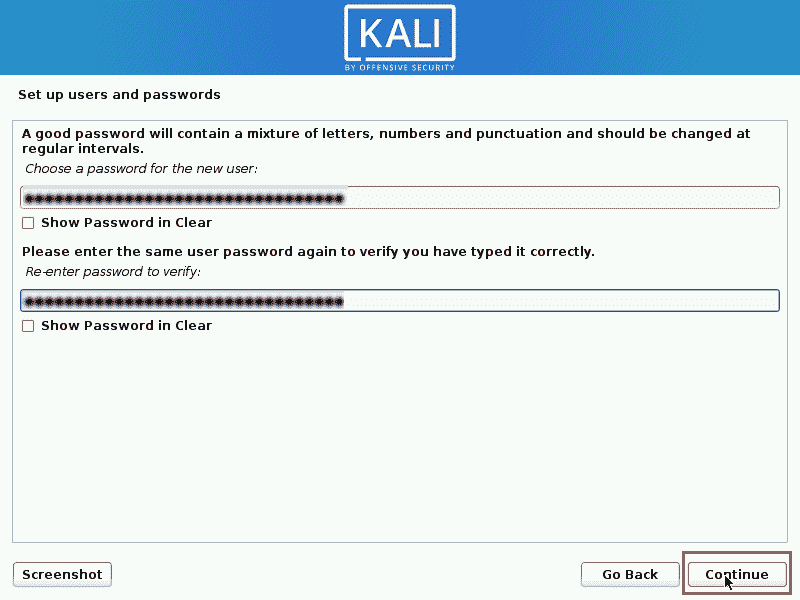 KALI
BY OFFENSIVE SECURITY
Set up users and passwords
A good password will contain a mixture of letters, numbers and punctuation and should be changed at
regular intervals.
Choose a password for the new user:
Show Password in Clear
Please enter the same user password again to verify you have typed it correctly.
Re-enter password to verify:
Show Password in Clear
Screenshot
Go Back
Continue